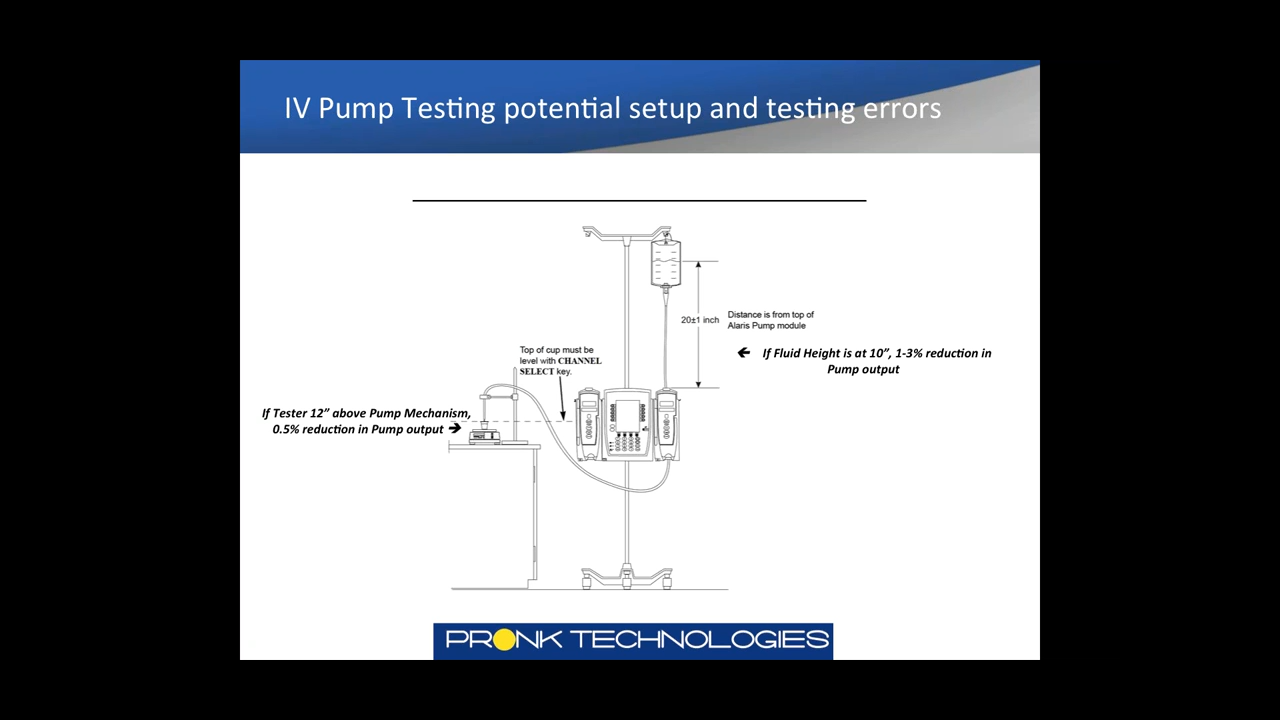 IV Pump Testing potential setup and testing errors
20±1 inch
Distance is from top of
Alaris Pump module
Top of cup must be
level with CHANNEL
SELECT key.
🡨 If Fluid Height is at 10”, 1-3% reduction in
Pump output
If Tester 12” above Pump Mechanism,
0.5% reduction in Pump output 🡪
PRONK TECHNOLOGIES